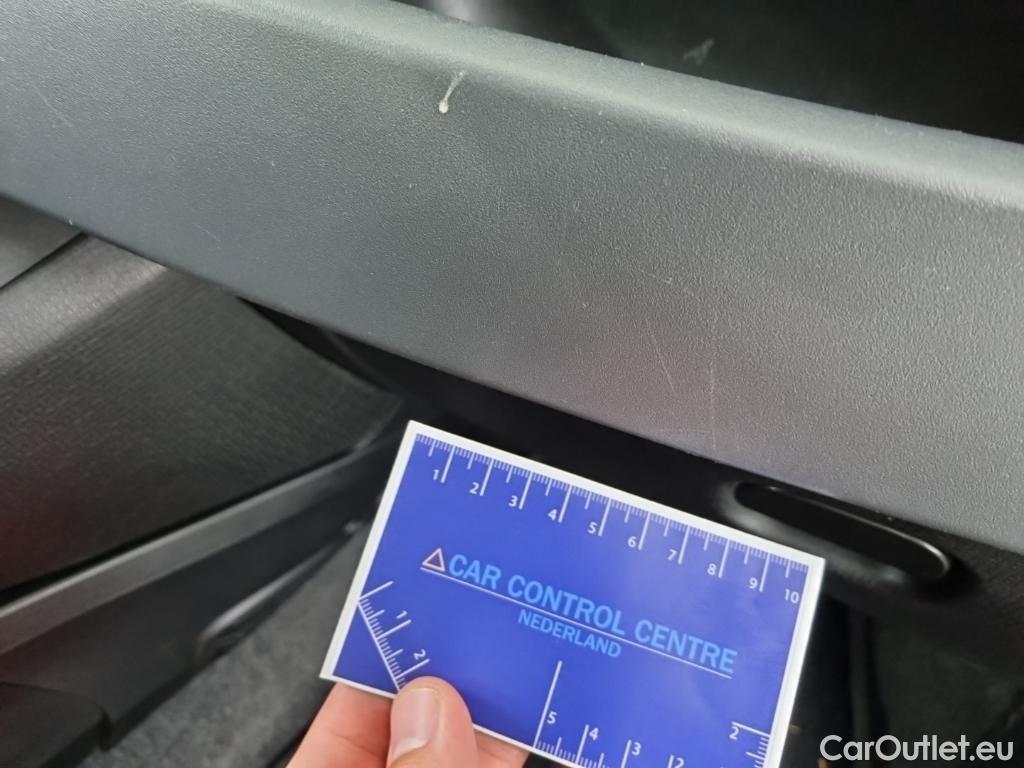 1 2 3 4 5 6 7 8 9 10
CAR CONTROL CENTRE
NEDERLAND
1
2
5 4 3 2
2
CarOutlet.eu